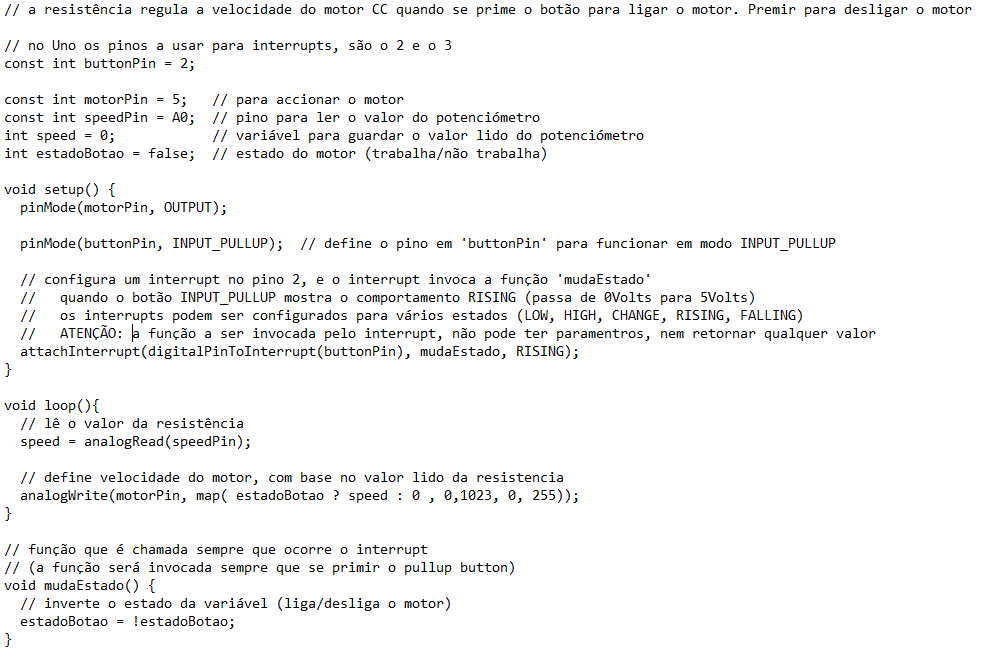 // a resistência regula a velocidade do motor CC quando se prime o botão para ligar o motor. Premir para desligar o motor

// no Uno os pinos a usar para interrupts, são o 2 e o 3
const int buttonPin = 2;

const int motorPin = 5;   // para accionar o motor
const int speedPin = A0;  // pino para ler o valor do potenciómetro
int speed = 0;            // variável para guardar o valor lido do potenciómetro
int estadoBotao = false;  // estado do motor (trabalha/não trabalha)

void setup() {
  pinMode(motorPin, OUTPUT);

  pinMode(buttonPin, INPUT_PULLUP);  // define o pino em 'buttonPin' para funcionar em modo INPUT_PULLUP

  // configura um interrupt no pino 2, e o interrupt invoca a função 'mudaEstado'
  //   quando o botão INPUT_PULLUP mostra o comportamento RISING (passa de 0Volts para 5Volts)
  //   os interrupts podem ser configurados para vários estados (LOW, HIGH, CHANGE, RISING, FALLING)
  //   ATENÇÃO: a função a ser invocada pelo interrupt, não pode ter paramentros, nem retornar qualquer valor
  attachInterrupt(digitalPinToInterrupt(buttonPin), mudaEstado, RISING);
}

void loop(){
  // lê o valor da resistência
  speed = analogRead(speedPin);

  // define velocidade do motor, com base no valor lido da resistencia
  analogWrite(motorPin, map( estadoBotao ? speed : 0 , 0,1023, 0, 255));
}

// função que é chamada sempre que ocorre o interrupt
// (a função será invocada sempre que se primir o pullup button)
void mudaEstado() {
  // inverte o estado da variável (liga/desliga o motor)
  estadoBotao = !estadoBotao;
}